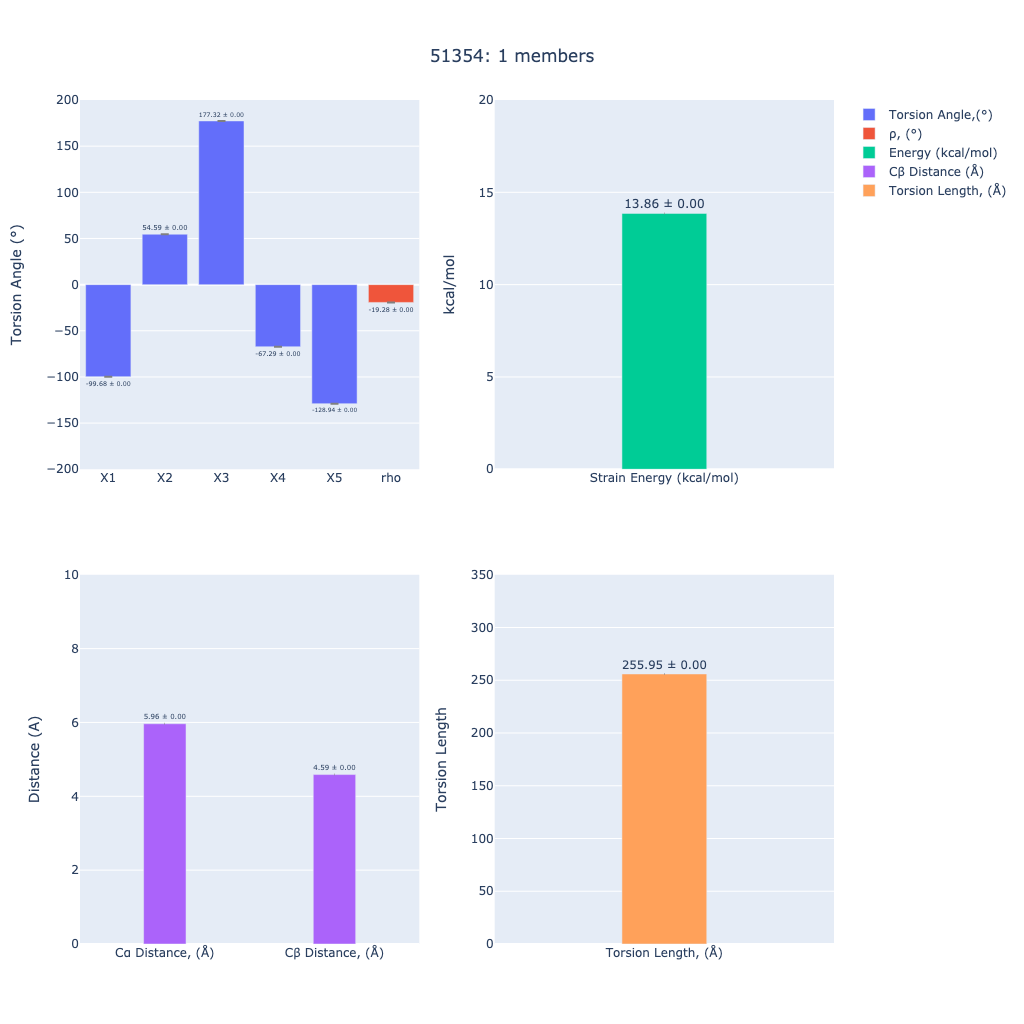 51354: 1 members
Torsion Angle (°)
200
150
100
50
0
−50
−100
−150
−200
-99.68 ± 0.00
54.59 ± 0.00
177.32 ± 0.00
-67.29 ± 0.00
-128.94 ± 0.00
-19.28 ± 0.00
X1 X2 X3 X4 X5 rho
kcal/mol
20
15
10
5
0
13.86 ± 0.00
Strain Energy (kcal/mol)
Torsion Angle,(°)
ρ, (°)
Energy (kcal/mol)
Cβ Distance (Å)
Torsion Length, (Å)
Distance (A)
10
8
6
4
2
0
5.96 ± 0.00
4.59 ± 0.00
Cα Distance, (Å) Cβ Distance, (Å)
Torsion Length
350
300
250
200
150
100
50
0
255.95 ± 0.00
Torsion Length, (Å)